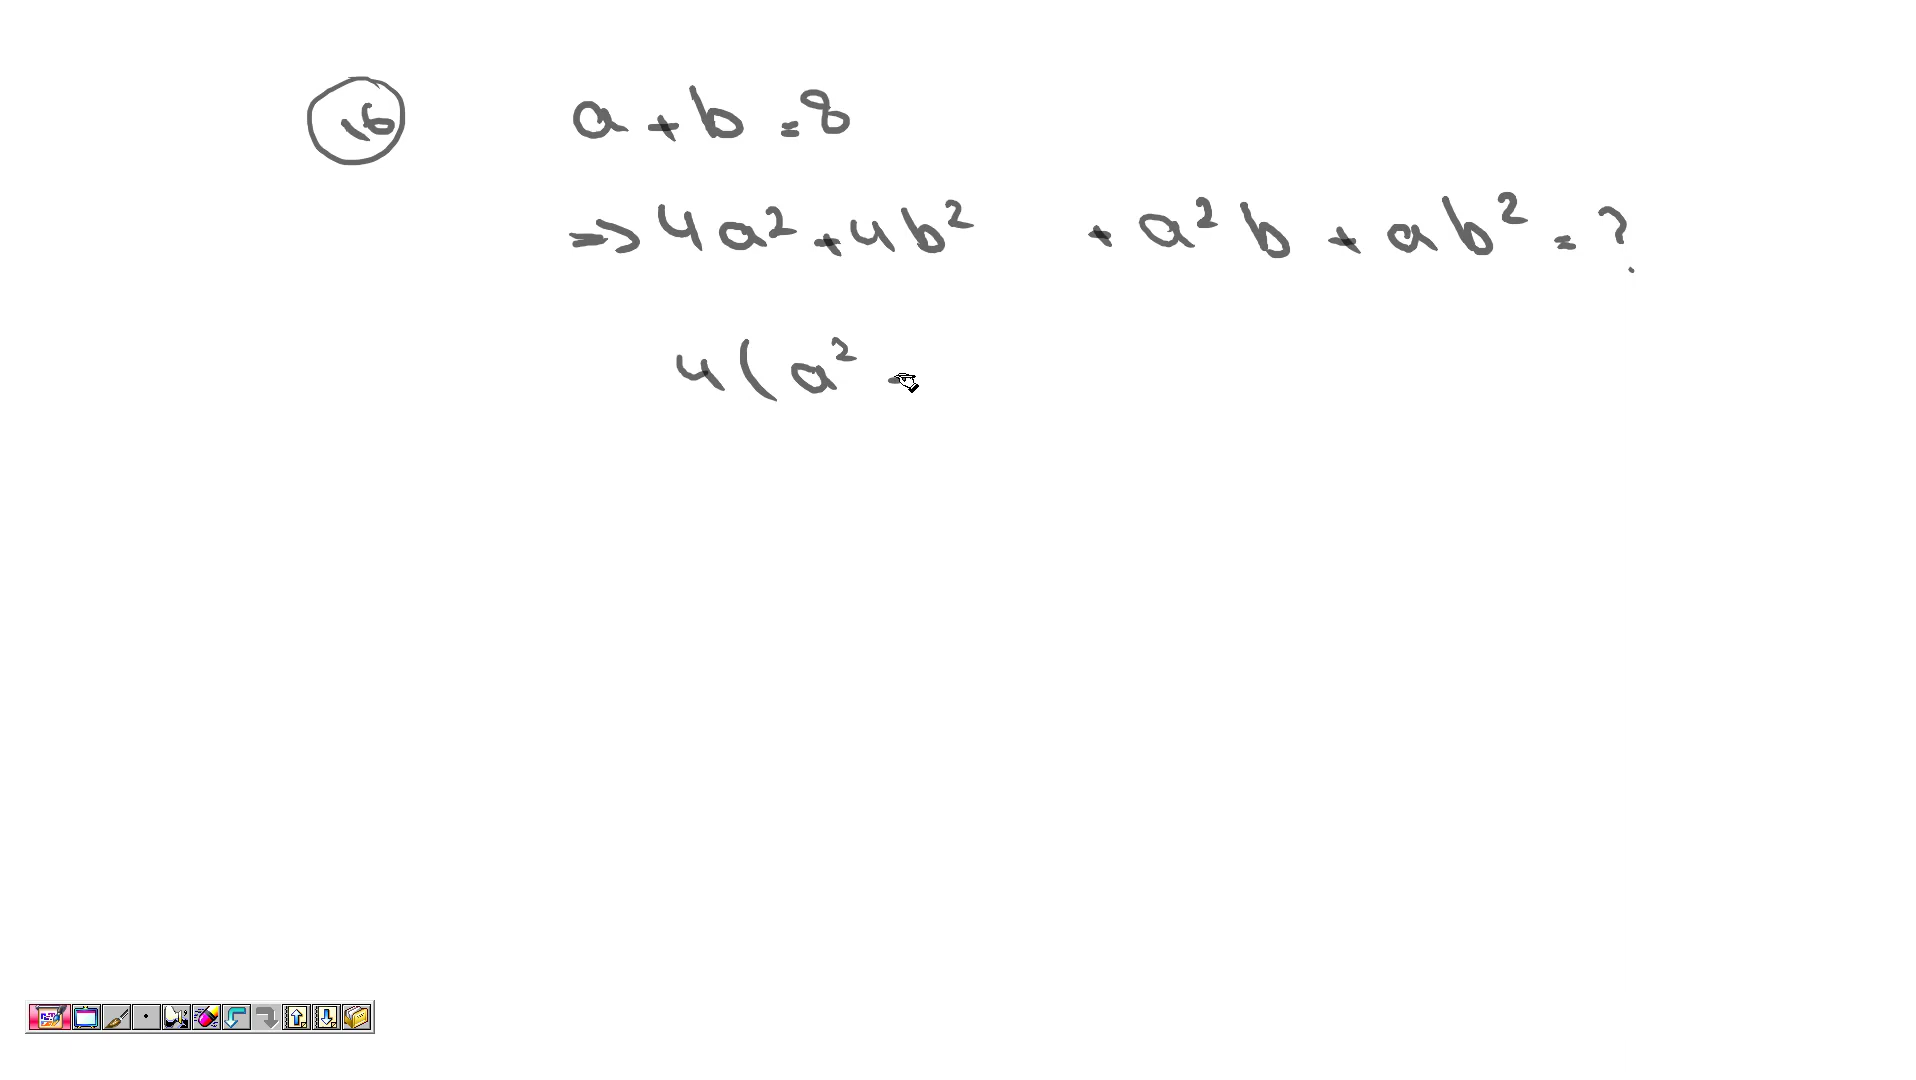 16
a + b = 8
=> 4a² + 4b² + a²b + ab² = ?
4(a² -